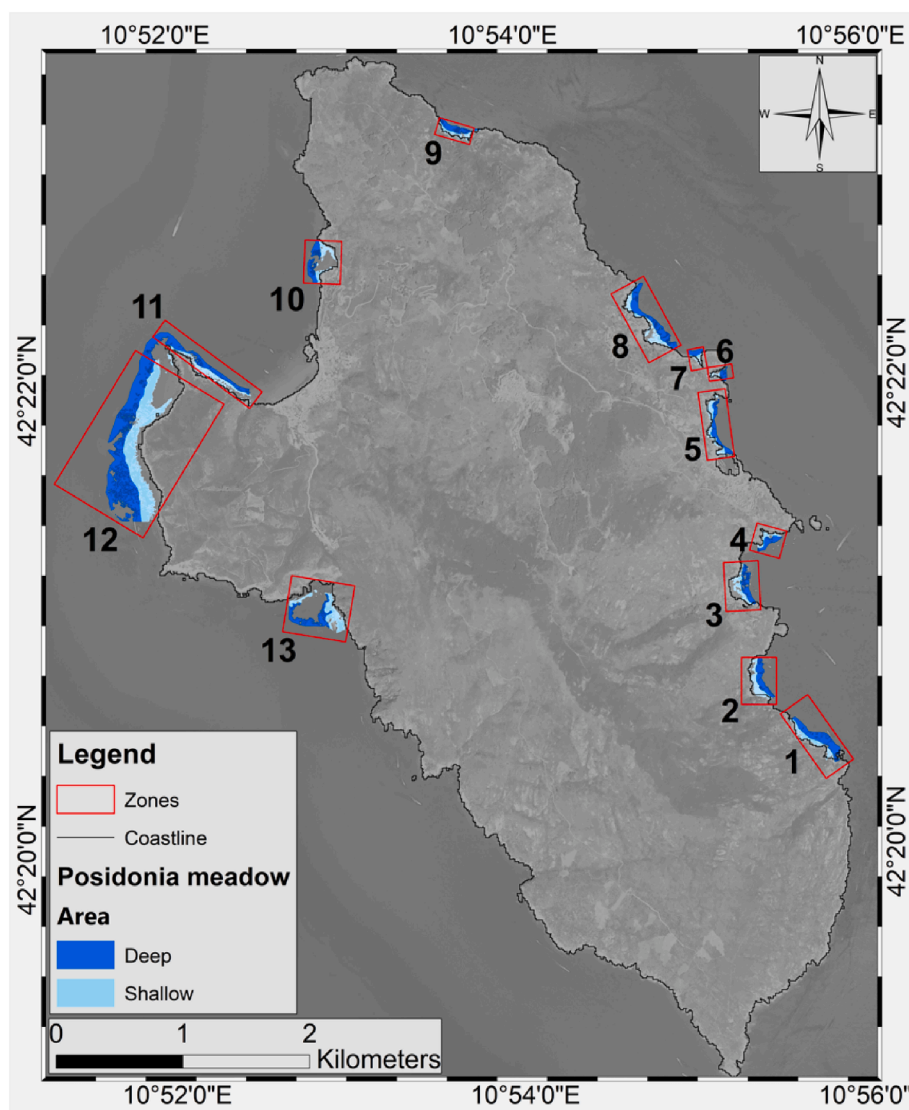 10°52'0"E 10°54'0"E 10°56'0"E
N
W E
S
9
10
11
8
6
7
42°22'0"N 42°22'0"N
5
12
4
3
13
2
1
Legend
Zones
Coastline
Posidonia meadow
Area
Deep
Shallow
42°20'0"N 42°20'0"N
0 1 2
Kilometers
10°52'0"E 10°54'0"E 10°56'0"E